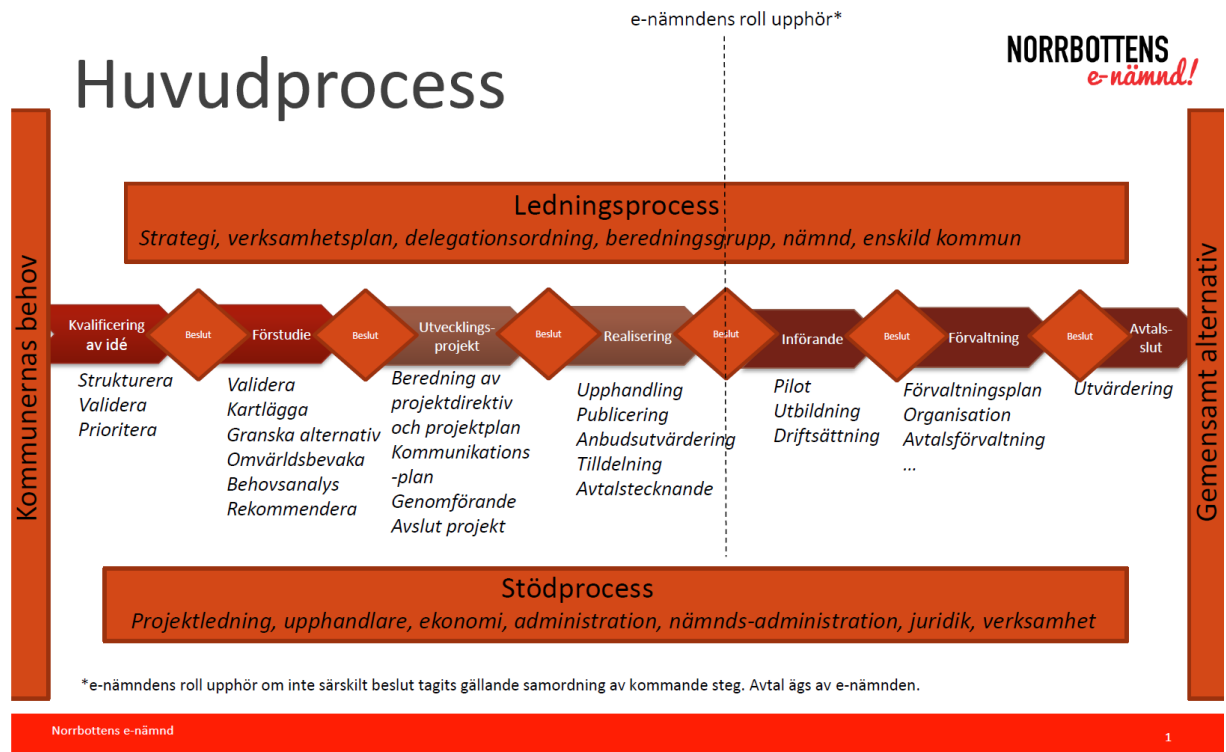 e-nämndens roll upphör*
NORRBOTTENS
e-nämnd!
Huvudprocess
Kommunernas behov
Ledningsprocess
Strategi, verksamhetsplan, delegationsordning, beredningsgrupp, nämnd, enskild kommun
Kvalificering
av idé
Beslut
Förstudie
Beslut
Utvecklings-
projekt
Beslut
Realisering
Beslut
Införande
Beslut
Förvaltning
Beslut
Avtals-
slut
Strukturera
Validera
Prioritera
Validera
Kartlägga
Granska alternativ
Omvärldsbevaka
Behovsanalys
Rekommendera
Beredning av
projektdirektiv
och projektplan
Kommunikations
-plan
Genomförande
Avslut projekt
Upphandling
Publicering
Anbudsutvärdering
Tilldelning
Avtalstecknande
Pilot
Utbildning
Driftsättning
Förvaltningsplan
Organisation
Avtalsförvaltning
...
Utvärdering
Gemensamt alternativ
Stödprocess
Projektledning, upphandlare, ekonomi, administration, nämnds-administration, juridik, verksamhet
*e-nämndens roll upphör om inte särskilt beslut tagits gällande samordning av kommande steg. Avtal ägs av e-nämnden.
Norrbottens e-nämnd
1